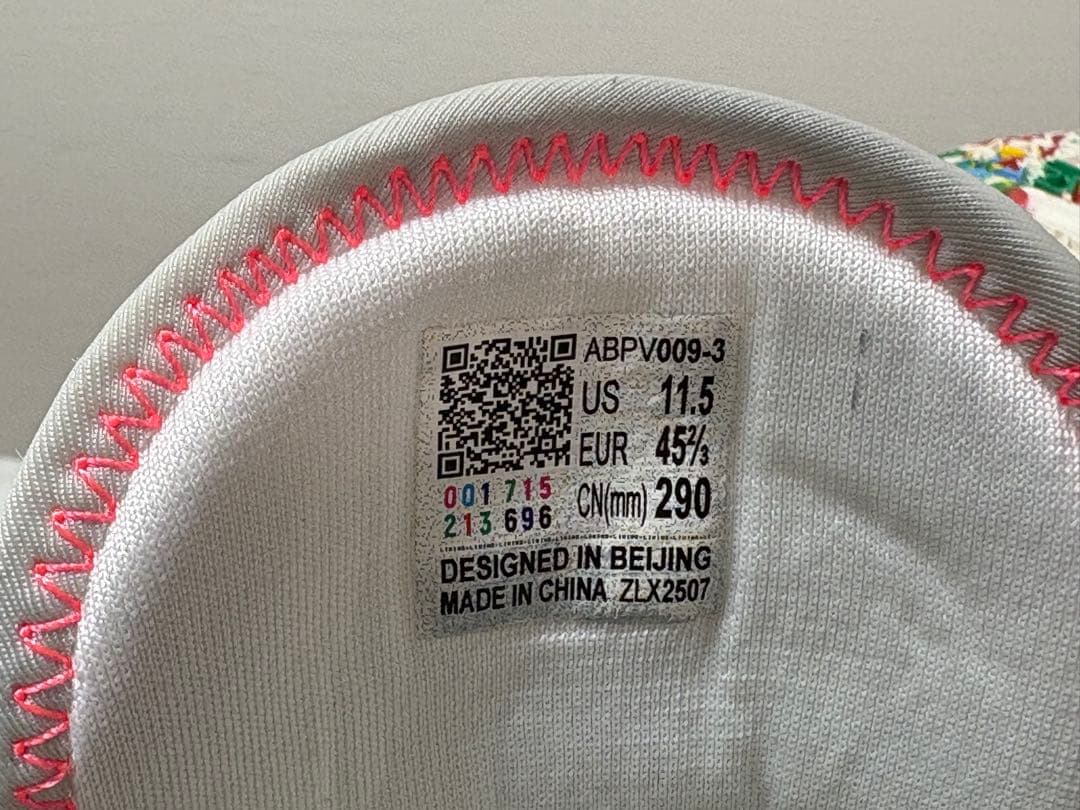 ABPV009-3
US 11.5
EUR 45⅔
CN(mm) 290
001 715
213 696
DESIGNED IN BEIJING
MADE IN CHINA ZLX2507